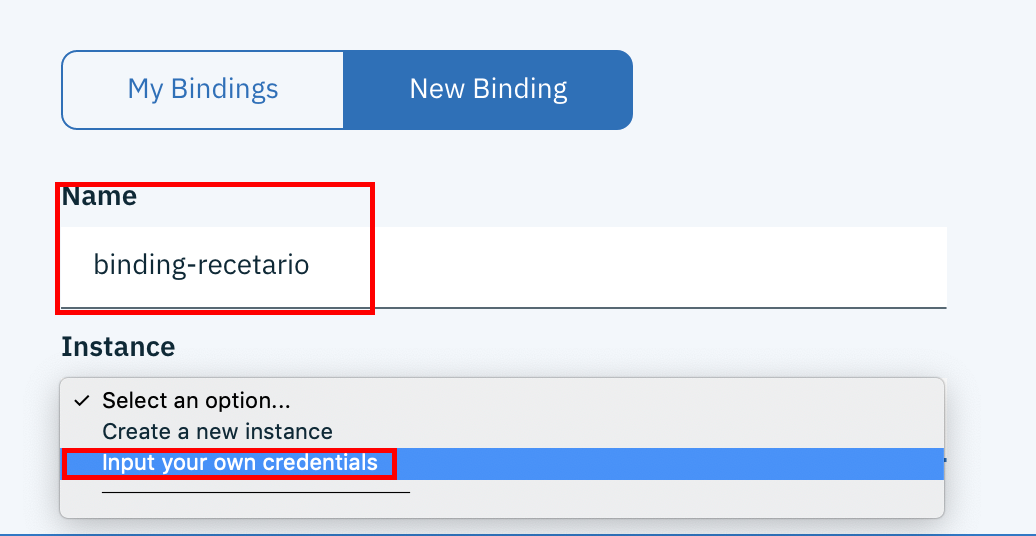 My Bindings New Binding
Name
binding-recetario
Instance
✓ Select an option...
Create a new instance
Input your own credentials